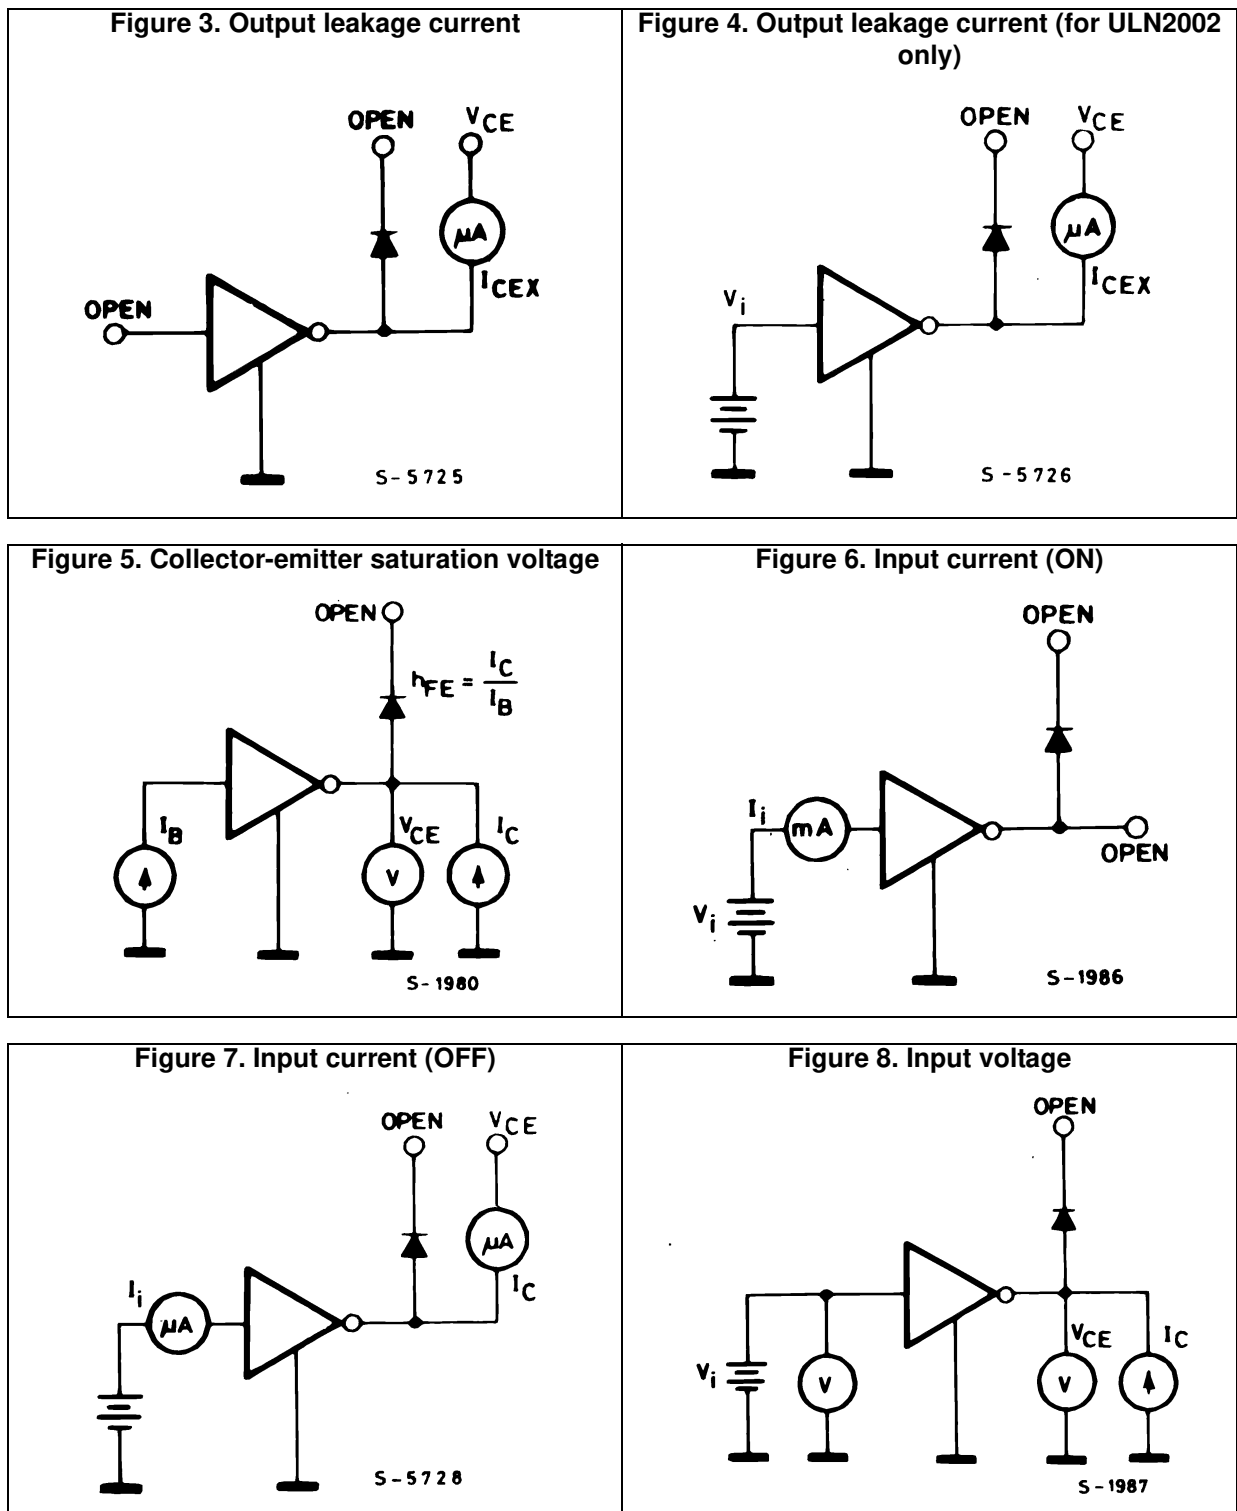 Figure 3. Output leakage current
OPEN
VCE
μA
ICEX
OPEN
S-5725
Figure 4. Output leakage current (for ULN2002
only)
OPEN
VCE
μA
ICEX
Vi
S-5726
Figure 5. Collector-emitter saturation voltage
OPEN
hFE = IC
IB
IB
VCE
IC
V
S-1980
Figure 6. Input current (ON)
OPEN
Ii
mA
OPEN
Vi
S-1986
Figure 7. Input current (OFF)
OPEN
VCE
μA
Ii
IC
μA
S-5728
Figure 8. Input voltage
OPEN
VCE
IC
Vi
V
V
S-1987